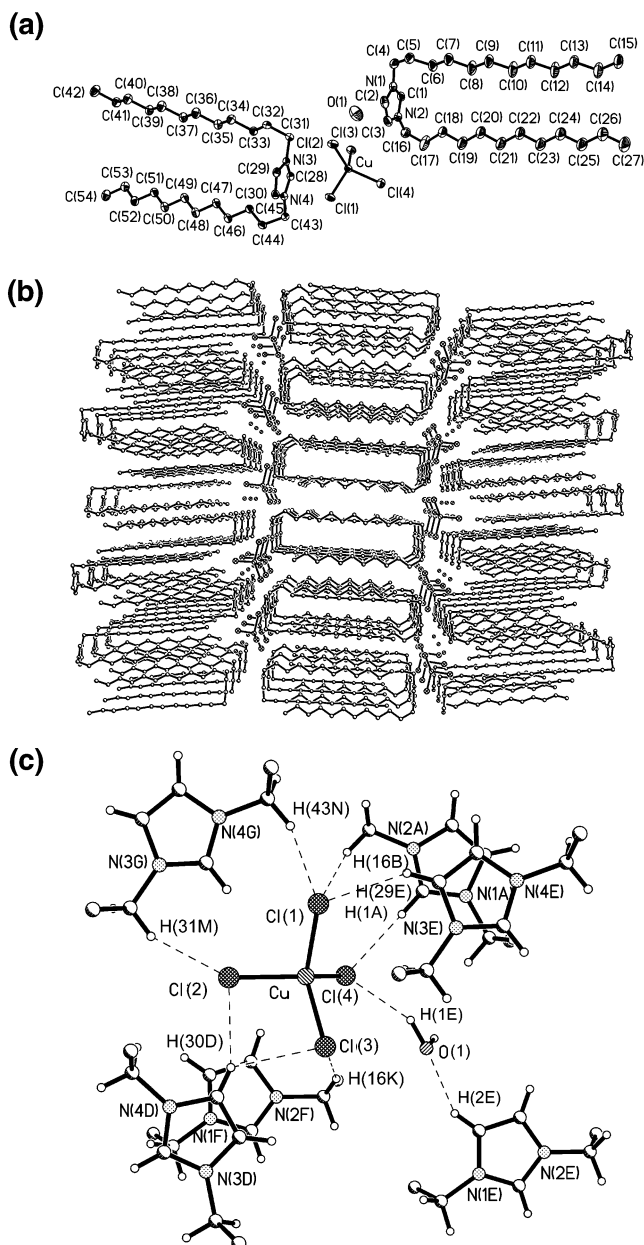 (a)
C(15)
C(4) C(5) C(7) C(9) C(11) C(13)
C(6) C(8) C(10) C(12) C(14)
N(1)
C(42) C(40) C(38) C(36) C(34) C(32) C(31)
C(2) C(1)
O(1)
N(2)
C(41) C(39) C(37) C(35) C(33)
Cl(2) Cl(3) C(3)
C(16) C(18) C(20) C(22) C(24) C(26)
C(17) C(19) C(21) C(23) C(25) C(27)
N(3)
Cu
C(53) C(51) C(49) C(47) C(29) C(28)
C(54) C(30) N(4) Cl(4)
C(52) C(50) C(48) C(46) C(45) C(43) Cl(1)
C(44)
(b)
(c)
H(43N)
N(4G) N(2A)
N(3G) H(16B)
H(29E) N(1A) N(4E)
Cl(1) H(1A) N(3E)
H(31M)
Cl(2) Cu Cl(4)
H(1E)
H(30D) Cl(3) O(1)
H(16K)
N(4D) N(2F) H(2E)
N(1F)
N(3D) N(2E)
N(1E)